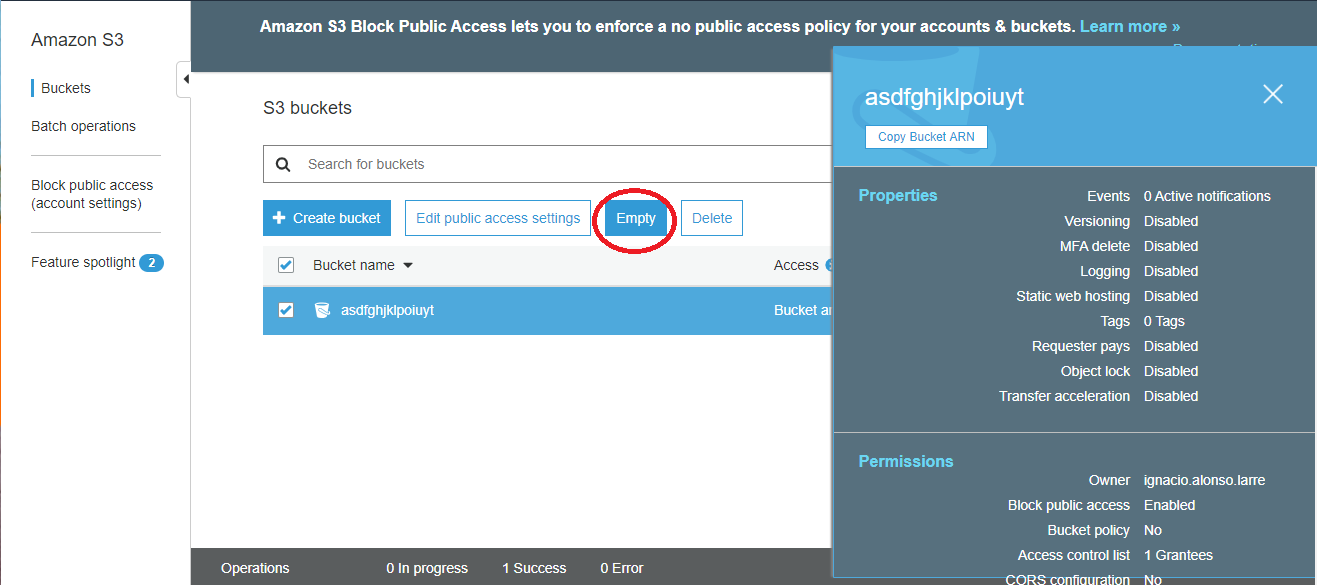 Amazon S3
Buckets
Batch operations
Block public access
(account settings)
Feature spotlight 2
Amazon S3 Block Public Access lets you to enforce a no public access policy for your accounts & buckets. Learn more »
S3 buckets
Search for buckets
Create bucket Edit public access settings Empty Delete
Bucket name Access
asdfghjklpoiuyt Bucket
Operations 0 In progress 1 Success 0 Error
asdfghjklpoiuyt
Copy Bucket ARN
Properties
Events 0 Active notifications
Versioning Disabled
MFA delete Disabled
Logging Disabled
Static web hosting Disabled
Tags 0 Tags
Requester pays Disabled
Object lock Disabled
Transfer acceleration Disabled
Permissions
Owner ignacio.alonso.larre
Block public access Enabled
Bucket policy No
Access control list 1 Grantees
CORS configuration No